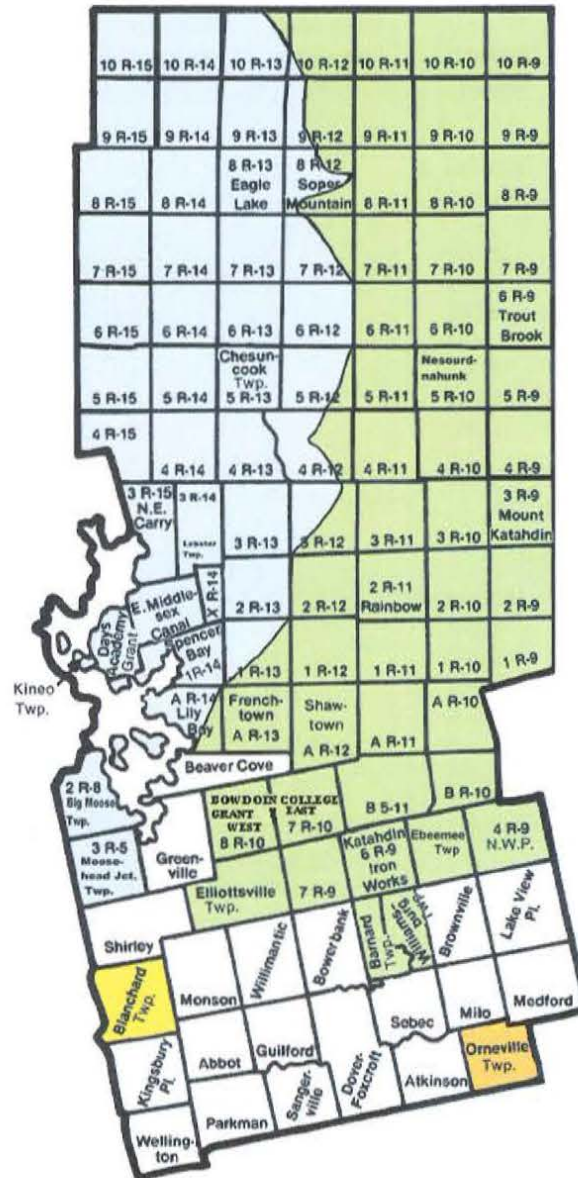 10 R-15 10 R-14 10 R-13 10 R-12 10 R-11 10 R-10 10 R-9
9 R-15 9 R-14 9 R-13 9 R-12 9 R-11 9 R-10 9 R-9
8 R-15
8 R-14
8 R-13
Eagle
Lake
8 R-12
Soper
Mountain
8 R-11
8 R-10
8 R-9
7 R-15 7 R-14 7 R-13 7 R-12 7 R-11 7 R-10 7 R-9
6 R-15 6 R-14 6 R-13 6 R-12 6 R-11 6 R-10
6 R-9
Trout
Brook
5 R-15
5 R-14
Chesun-
cook
Twp.
5 R-13
5 R-12
5 R-11
Nesourd-
nahunk
5 R-10
5 R-9
4 R-15
4 R-14 4 R-13 4 R-12 4 R-11 4 R-10 4 R-9
3 R-15
N.E.
Carry
3 R-14
Lobster
Twp.
3 R-13
3 R-12
3 R-11
3 R-10
3 R-9
Mount
Katahdin
X R-14
E. Middle-
sex
Canal
2 R-13
2 R-12
2 R-11
Rainbow
2 R-10
2 R-9
Days
Academy
Grant
Spencer
Bay
1R-14
1 R-13
1 R-12
1 R-11
1 R-10
1 R-9
Kineo
Twp.
A R-14
Lily
Bay
French-
town
A R-13
Shaw-
town
A R-12
A R-11
A R-10
Beaver Cove
2 R-8
Big Moose
Twp.
BOWDOIN COLLEGE
GRANT
WEST
8 R-10
EAST
7 R-10
B 5-11
B R-10
3 R-5
Moose-
head Jct.
Twp.
Green-
ville
Elliottsville
Twp.
7 R-9
Katahdin
6 R-9
Iron
Works
Ebeemee
Twp
4 R-9
N.W.P.
Shirley
Willimantic
Bowerbank
Barnard
Twp.
Williams
burg
Twp.
Brownville
Lake View
Pl.
Blanchard
Twp.
Monson
Sebec
Milo
Medford
Kingsbury
Pl.
Abbot
Guilford
Dover-
Foxcroft
Atkinson
Orneville
Twp.
Welling-
ton
Parkman
Sanger-
ville